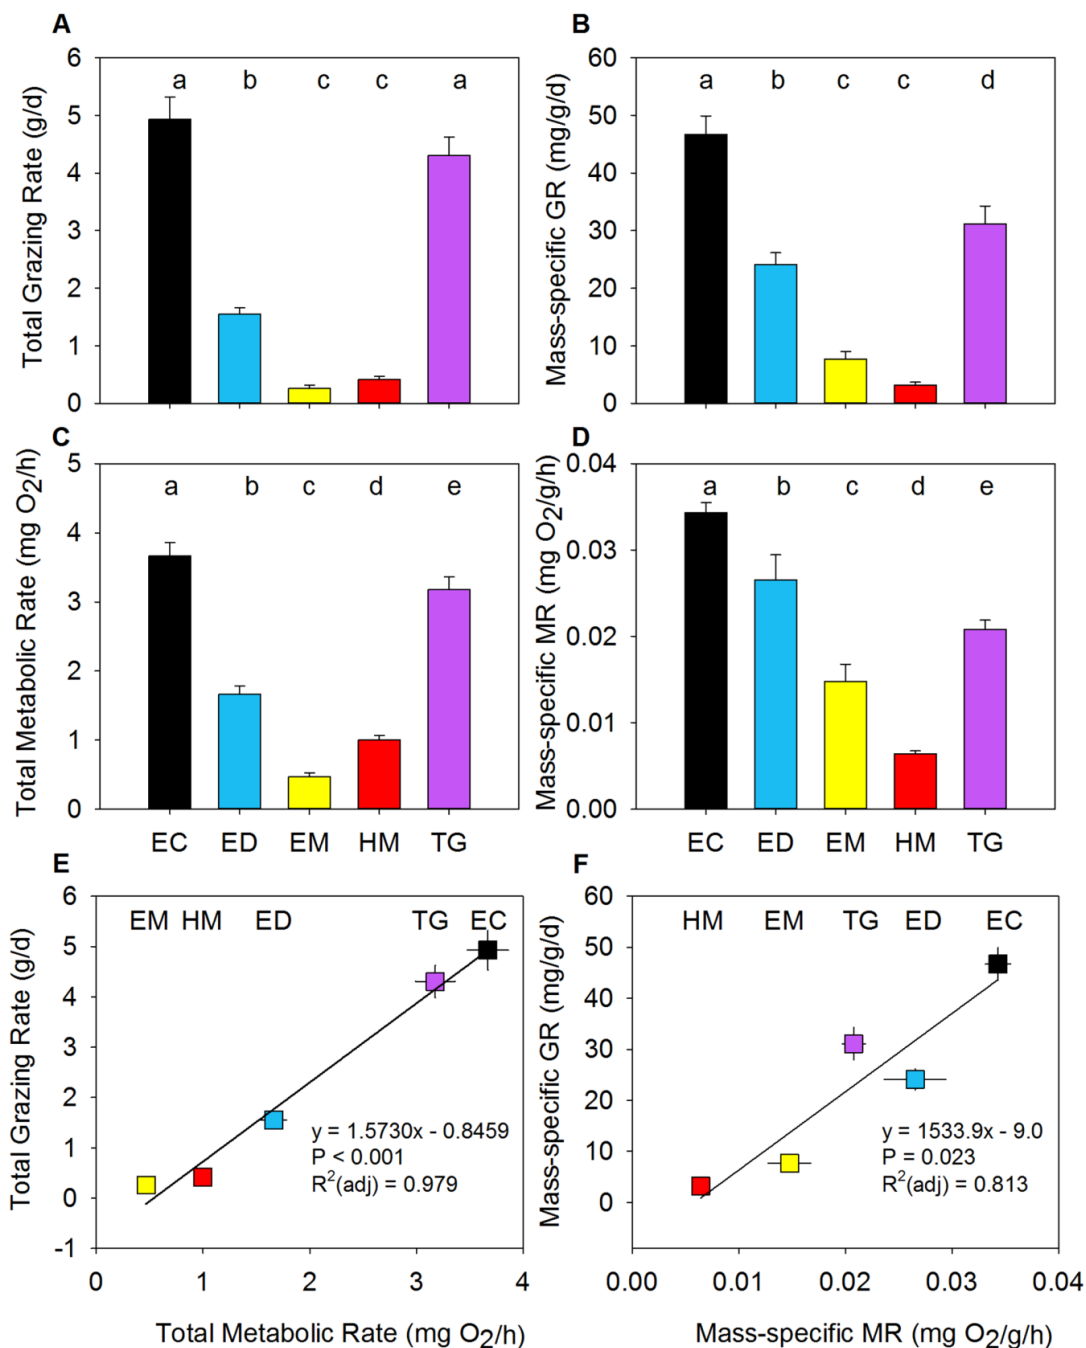 A
Total Grazing Rate (g/d)
6
5
4
3
2
1
0
a b c c a
B
Mass-specific GR (mg/g/d)
60
50
40
30
20
10
0
a b c c d
C
Total Metabolic Rate (mg O2/h)
5
4
3
2
1
0
a b c d e
EC ED EM HM TG
D
Mass-specific MR (mg O2/g/h)
0.04
0.03
0.02
0.01
0.00
a b c d e
EC ED EM HM TG
E
Total Grazing Rate (g/d)
6
5
4
3
2
1
0
-1
EM HM ED TG EC
y = 1.5730x - 0.8459
P < 0.001
R2(adj) = 0.979
0 1 2 3 4
Total Metabolic Rate (mg O2/h)
F
Mass-specific GR (mg/g/d)
60
50
40
30
20
10
0
HM EM TG ED EC
y = 1533.9x - 9.0
P = 0.023
R2(adj) = 0.813
0.00 0.01 0.02 0.03 0.04
Mass-specific MR (mg O2/g/h)